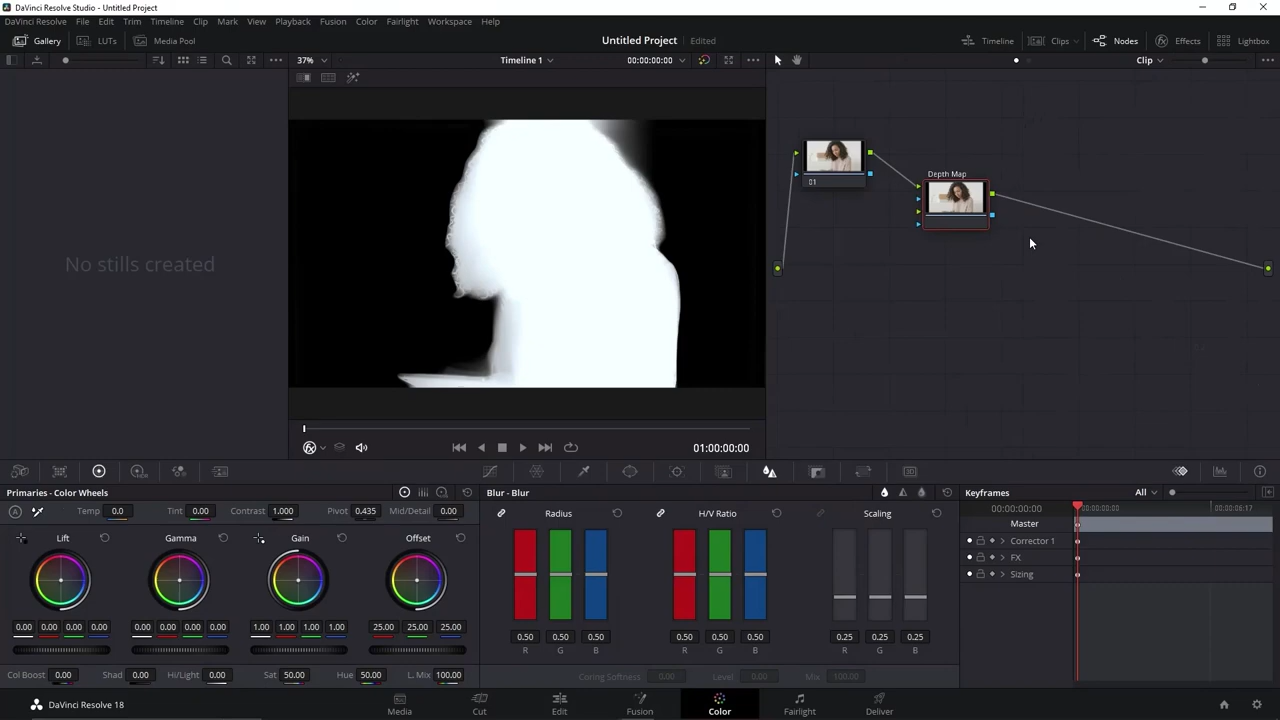 DaVinci Resolve Studio - Untitled Project
DaVinci Resolve File Edit Trim Timeline Clip Mark View Playback Fusion Color Fairlight Workspace Help
Gallery LUTs Media Pool Untitled Project Edited Timeline Clips Nodes Effects Lightbox
37% Timeline 1 00:00:00:00 Clip
Depth Map
01
No stills created
01:00:00:00
Primaries - Color Wheels Blur - Blur Keyframes All
Temp 0.0 Tint 0.00 Contrast 1.000 Pivot 0.435 Mid/Detail 0.00 Radius H/V Ratio Scaling 00:00:00:00 00:00:00:00 00:00:06:17
Master
Lift Gamma Gain Offset Corrector 1
FX
Sizing
0.00 0.00 0.00 0.00 0.00 0.00 0.00 0.00 1.00 1.00 1.00 1.00 25.00 25.00 25.00 0.50 0.50 0.50 0.50 0.50 0.50 0.25 0.25 0.25
R G B R G B R G B
Col Boost 0.00 Shad 0.00 Hi/Light 0.00 Sat 50.00 Hue 50.00 L. Mix 100.00 Coring Softness 0.00 Level 0.00 Mix 100.00
DaVinci Resolve 18 Media Cut Edit Fusion Color Fairlight Deliver